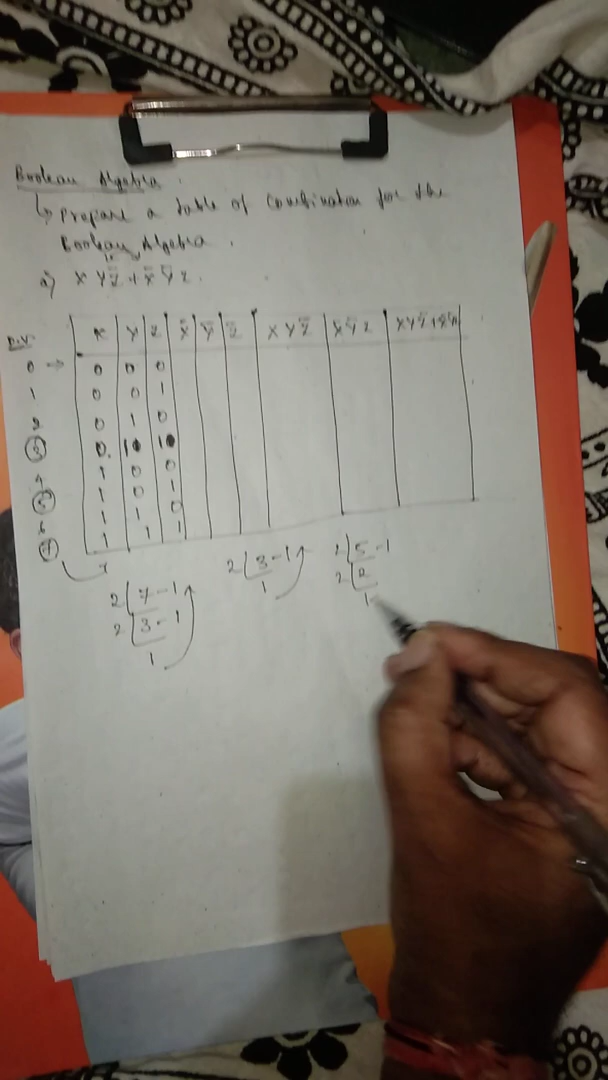 Boolean Algebra.
↳ Prepare a table of Combination for the
Boolean Algebra.
a) X Y Z̅ + X̅ Y̅ Z.
D.V X Y Z X̅ Y̅ Z̅ X Y Z̅ X̅ Y̅ Z X Y Z̅ + X̅ Y̅ Z
0 → 0 0 0
1 0 0 1
2 0 1 0
3 0 1 1
4 1 0 0
5 1 0 1
6 1 1 0
7 1 1 1
2 7 - 1
2 3 - 1
1
2 3 - 1
1
2 5 - 1
2 2
1